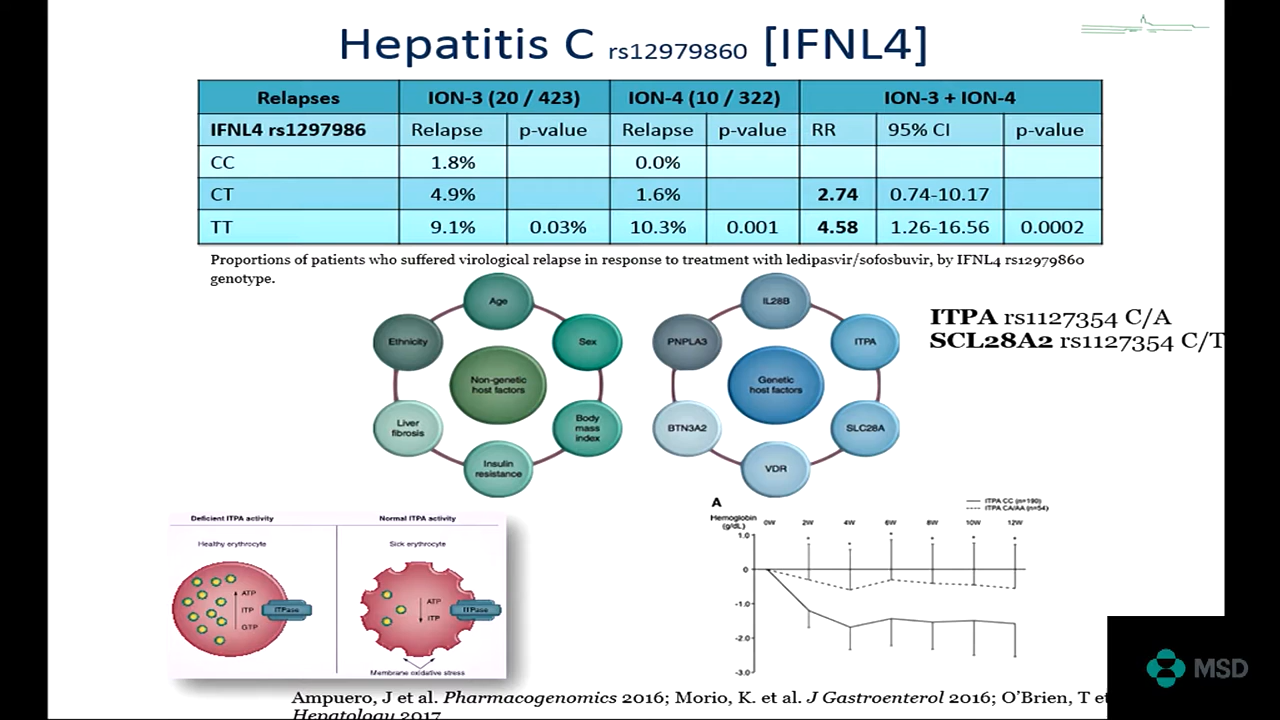 Hepatitis C rs12979860 [IFNL4]
Relapses ION-3 (20 / 423) ION-4 (10 / 322) ION-3 + ION-4
IFNL4 rs1297986 Relapse p-value Relapse p-value RR 95% CI p-value
CC 1.8% 0.0%
CT 4.9% 1.6% 2.74 0.74-10.17
TT 9.1% 0.03% 10.3% 0.001 4.58 1.26-16.56 0.0002
Proportions of patients who suffered virological relapse in response to treatment with ledipasvir/sofosbuvir, by IFNL4 rs12979860
genotype.
Age
Ethnicity
Sex
Non-genetic
host factors
Liver
fibrosis
Body
mass
index
Insulin
resistance
IL28B
PNPLA3
ITPA
Genetic
host factors
BTN3A2
SLC28A
VDR
ITPA rs1127354 C/A
SCL28A2 rs1127354 C/T
Deficient ITPA activity
Normal ITPA activity
Healthy erythrocyte
Sick erythrocyte
ATP
ITP
GTP
ITPase
ATP
ITP
ITPase
Membrane oxidative stress
A
ITPA CC (n=190)
ITPA CA/AA (n=54)
Hemoglobin
(g/dL)
0W 2W 4W 6W 8W 10W 12W
1.0
0
-1.0
-2.0
-3.0
* * * * * *
MSD
Ampuero, J et al. Pharmacogenomics 2016; Morio, K. et al. J Gastroenterol 2016; O'Brien, T et
Hepatology 2017